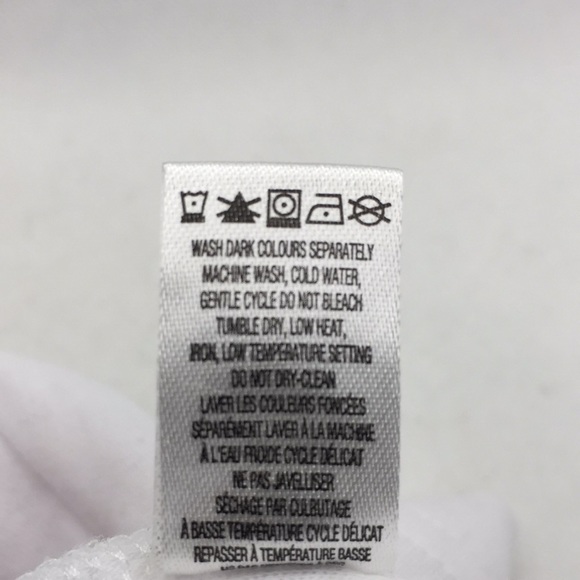 WASH DARK COLOURS SEPARATELY
MACHINE WASH, COLD WATER,
GENTLE CYCLE DO NOT BLEACH
TUMBLE DRY, LOW HEAT,
IRON, LOW TEMPERATURE SETTING
DO NOT DRY-CLEAN
LAVER LES COULEURS FONCÉES
SÉPARÉMENT LAVER À LA MACHINE
À L'EAU FROIDE CYCLE DÉLICAT
NE PAS JAVELLISER
SÉCHAGE PAR CULBUTAGE
À BASSE TEMPÉRATURE CYCLE DÉLICAT
REPASSER À TEMPÉRATURE BASSE